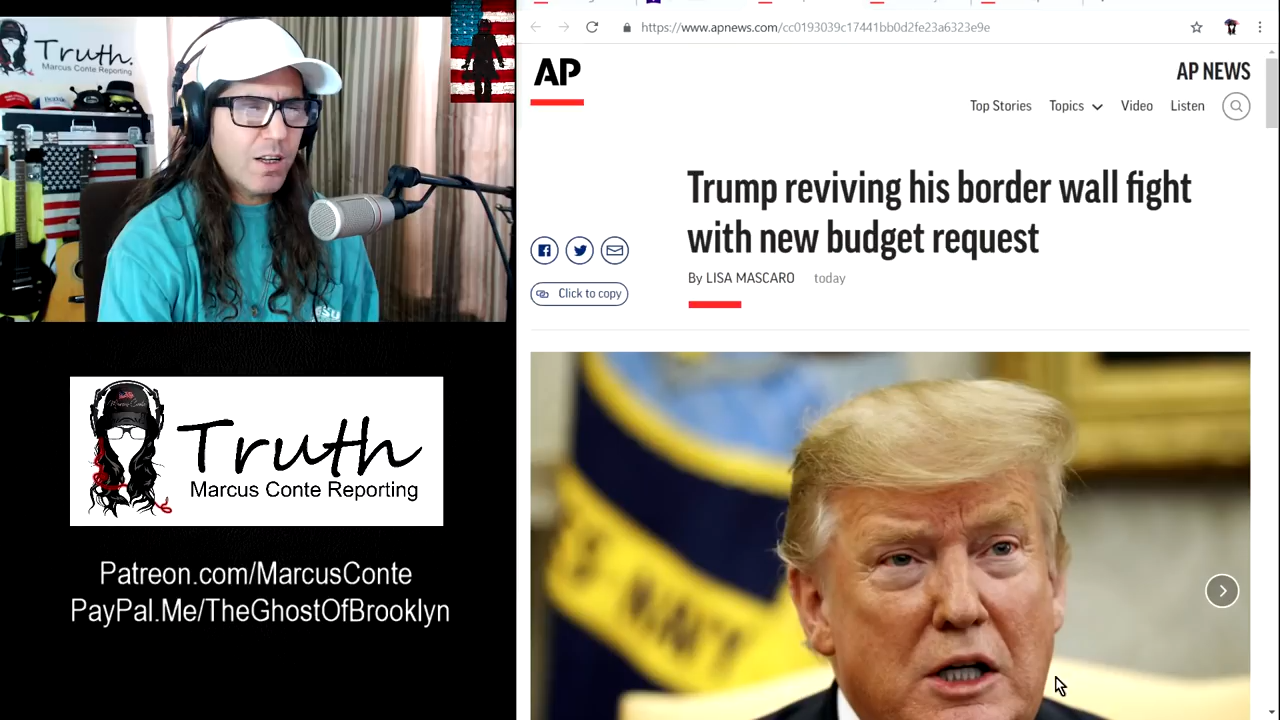 Truth.
Marcus Conte Reporting
https://www.apnews.com/cc0193039c17441bb0d2fe23a6323e9e
AP
AP NEWS
Top Stories Topics Video Listen
Trump reviving his border wall fight
with new budget request
By LISA MASCARO today
Click to copy
Truth
Marcus Conte Reporting
Patreon.com/MarcusConte
PayPal.Me/TheGhostOfBrooklyn